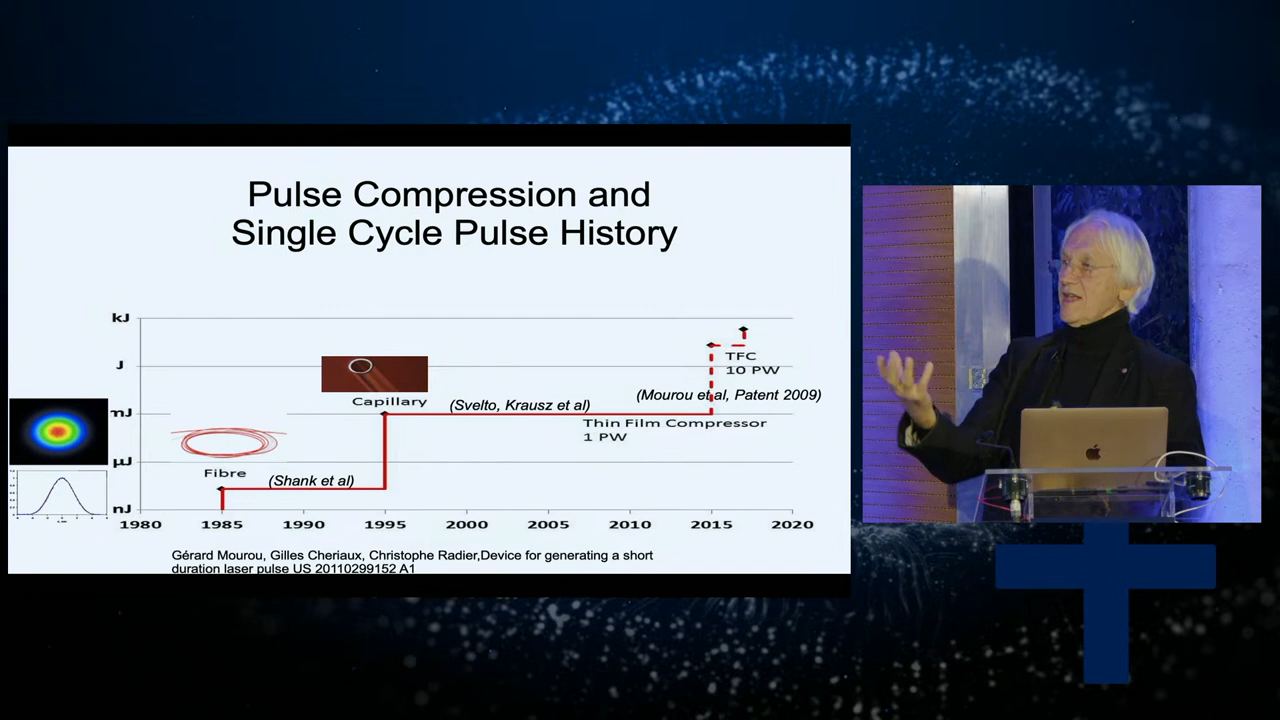 Pulse Compression and
Single Cycle Pulse History
kJ
J
mJ
µJ
nJ
TFC
10 PW
(Mourou et al, Patent 2009)
Capillary
(Svelto, Krausz et al)
Thin Film Compressor
1 PW
Fibre
(Shank et al)
1980 1985 1990 1995 2000 2005 2010 2015 2020
Gérard Mourou, Gilles Cheriaux, Christophe Radier,Device for generating a short
duration laser pulse US 20110299152 A1